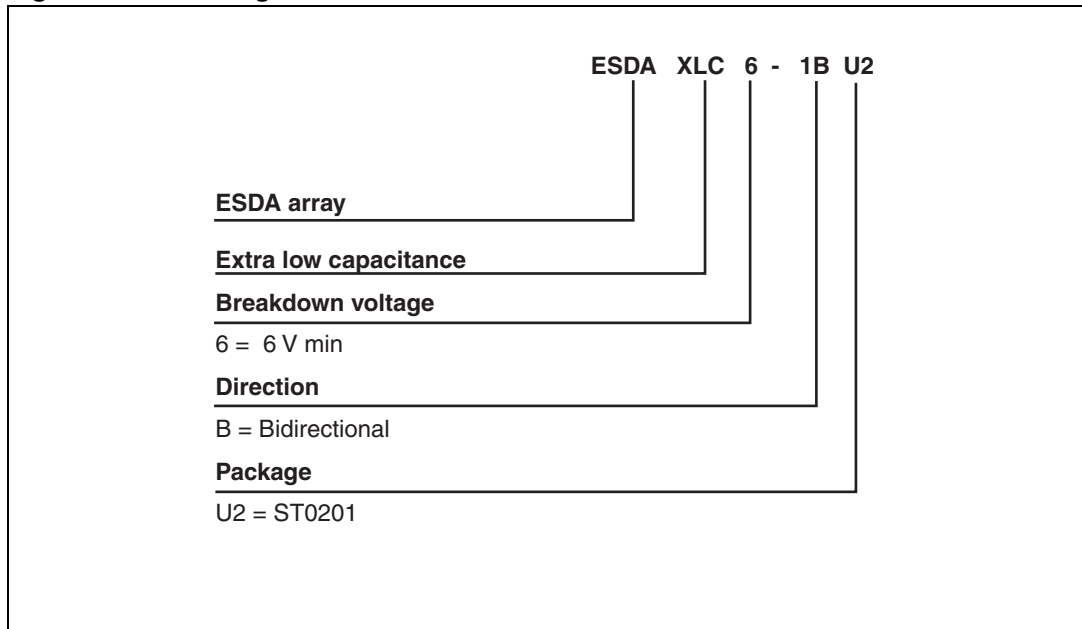 ESDA XLC 6 - 1B U2
ESDA array
Extra low capacitance
Breakdown voltage
6 = 6 V min
Direction
B = Bidirectional
Package
U2 = ST0201